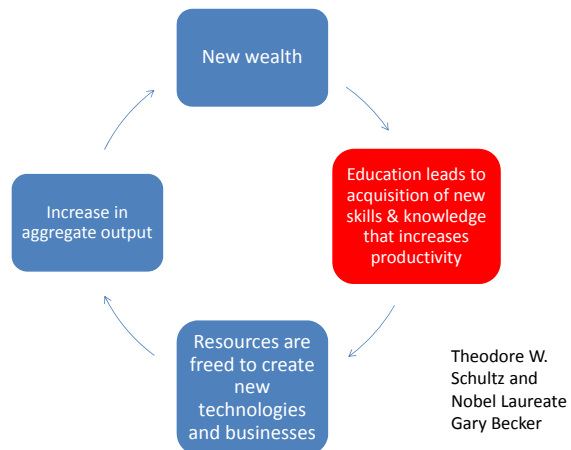 New wealth
Education leads to
acquisition of new
skills & knowledge
that increases
productivity
Increase in
aggregate output
Resources are
freed to create
new
technologies
and businesses
Theodore W.
Schultz and
Nobel Laureate
Gary Becker